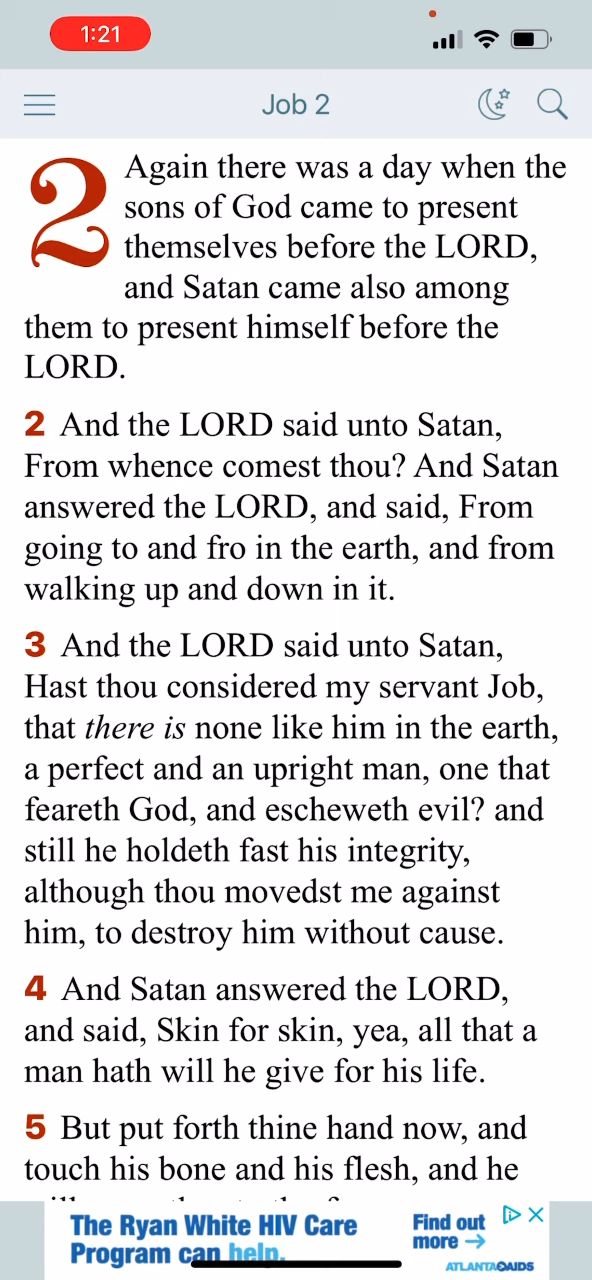 1:21
Job 2
2 Again there was a day when the
sons of God came to present
themselves before the LORD,
and Satan came also among
them to present himself before the
LORD.
2 And the LORD said unto Satan,
From whence comest thou? And Satan
answered the LORD, and said, From
going to and fro in the earth, and from
walking up and down in it.
3 And the LORD said unto Satan,
Hast thou considered my servant Job,
that there is none like him in the earth,
a perfect and an upright man, one that
feareth God, and escheweth evil? and
still he holdeth fast his integrity,
although thou movedst me against
him, to destroy him without cause.
4 And Satan answered the LORD,
and said, Skin for skin, yea, all that a
man hath will he give for his life.
5 But put forth thine hand now, and
touch his bone and his flesh, and he
The Ryan White HIV Care
Program can help.
Find out
more →
ATLANTA AIDS